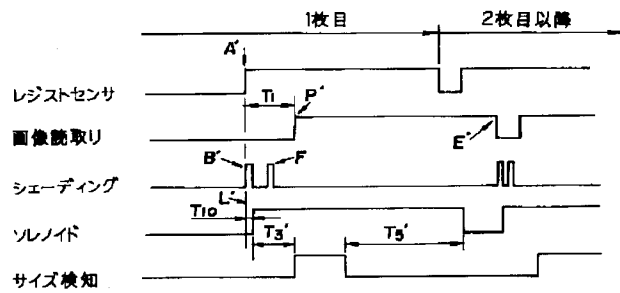 1枚目 2枚目以降
A'
レジストセンサ
T1 P'
画像読取り
E'
B' F
シェーディング
L'
T10
ソレノイド
T3' T5'
サイズ検知